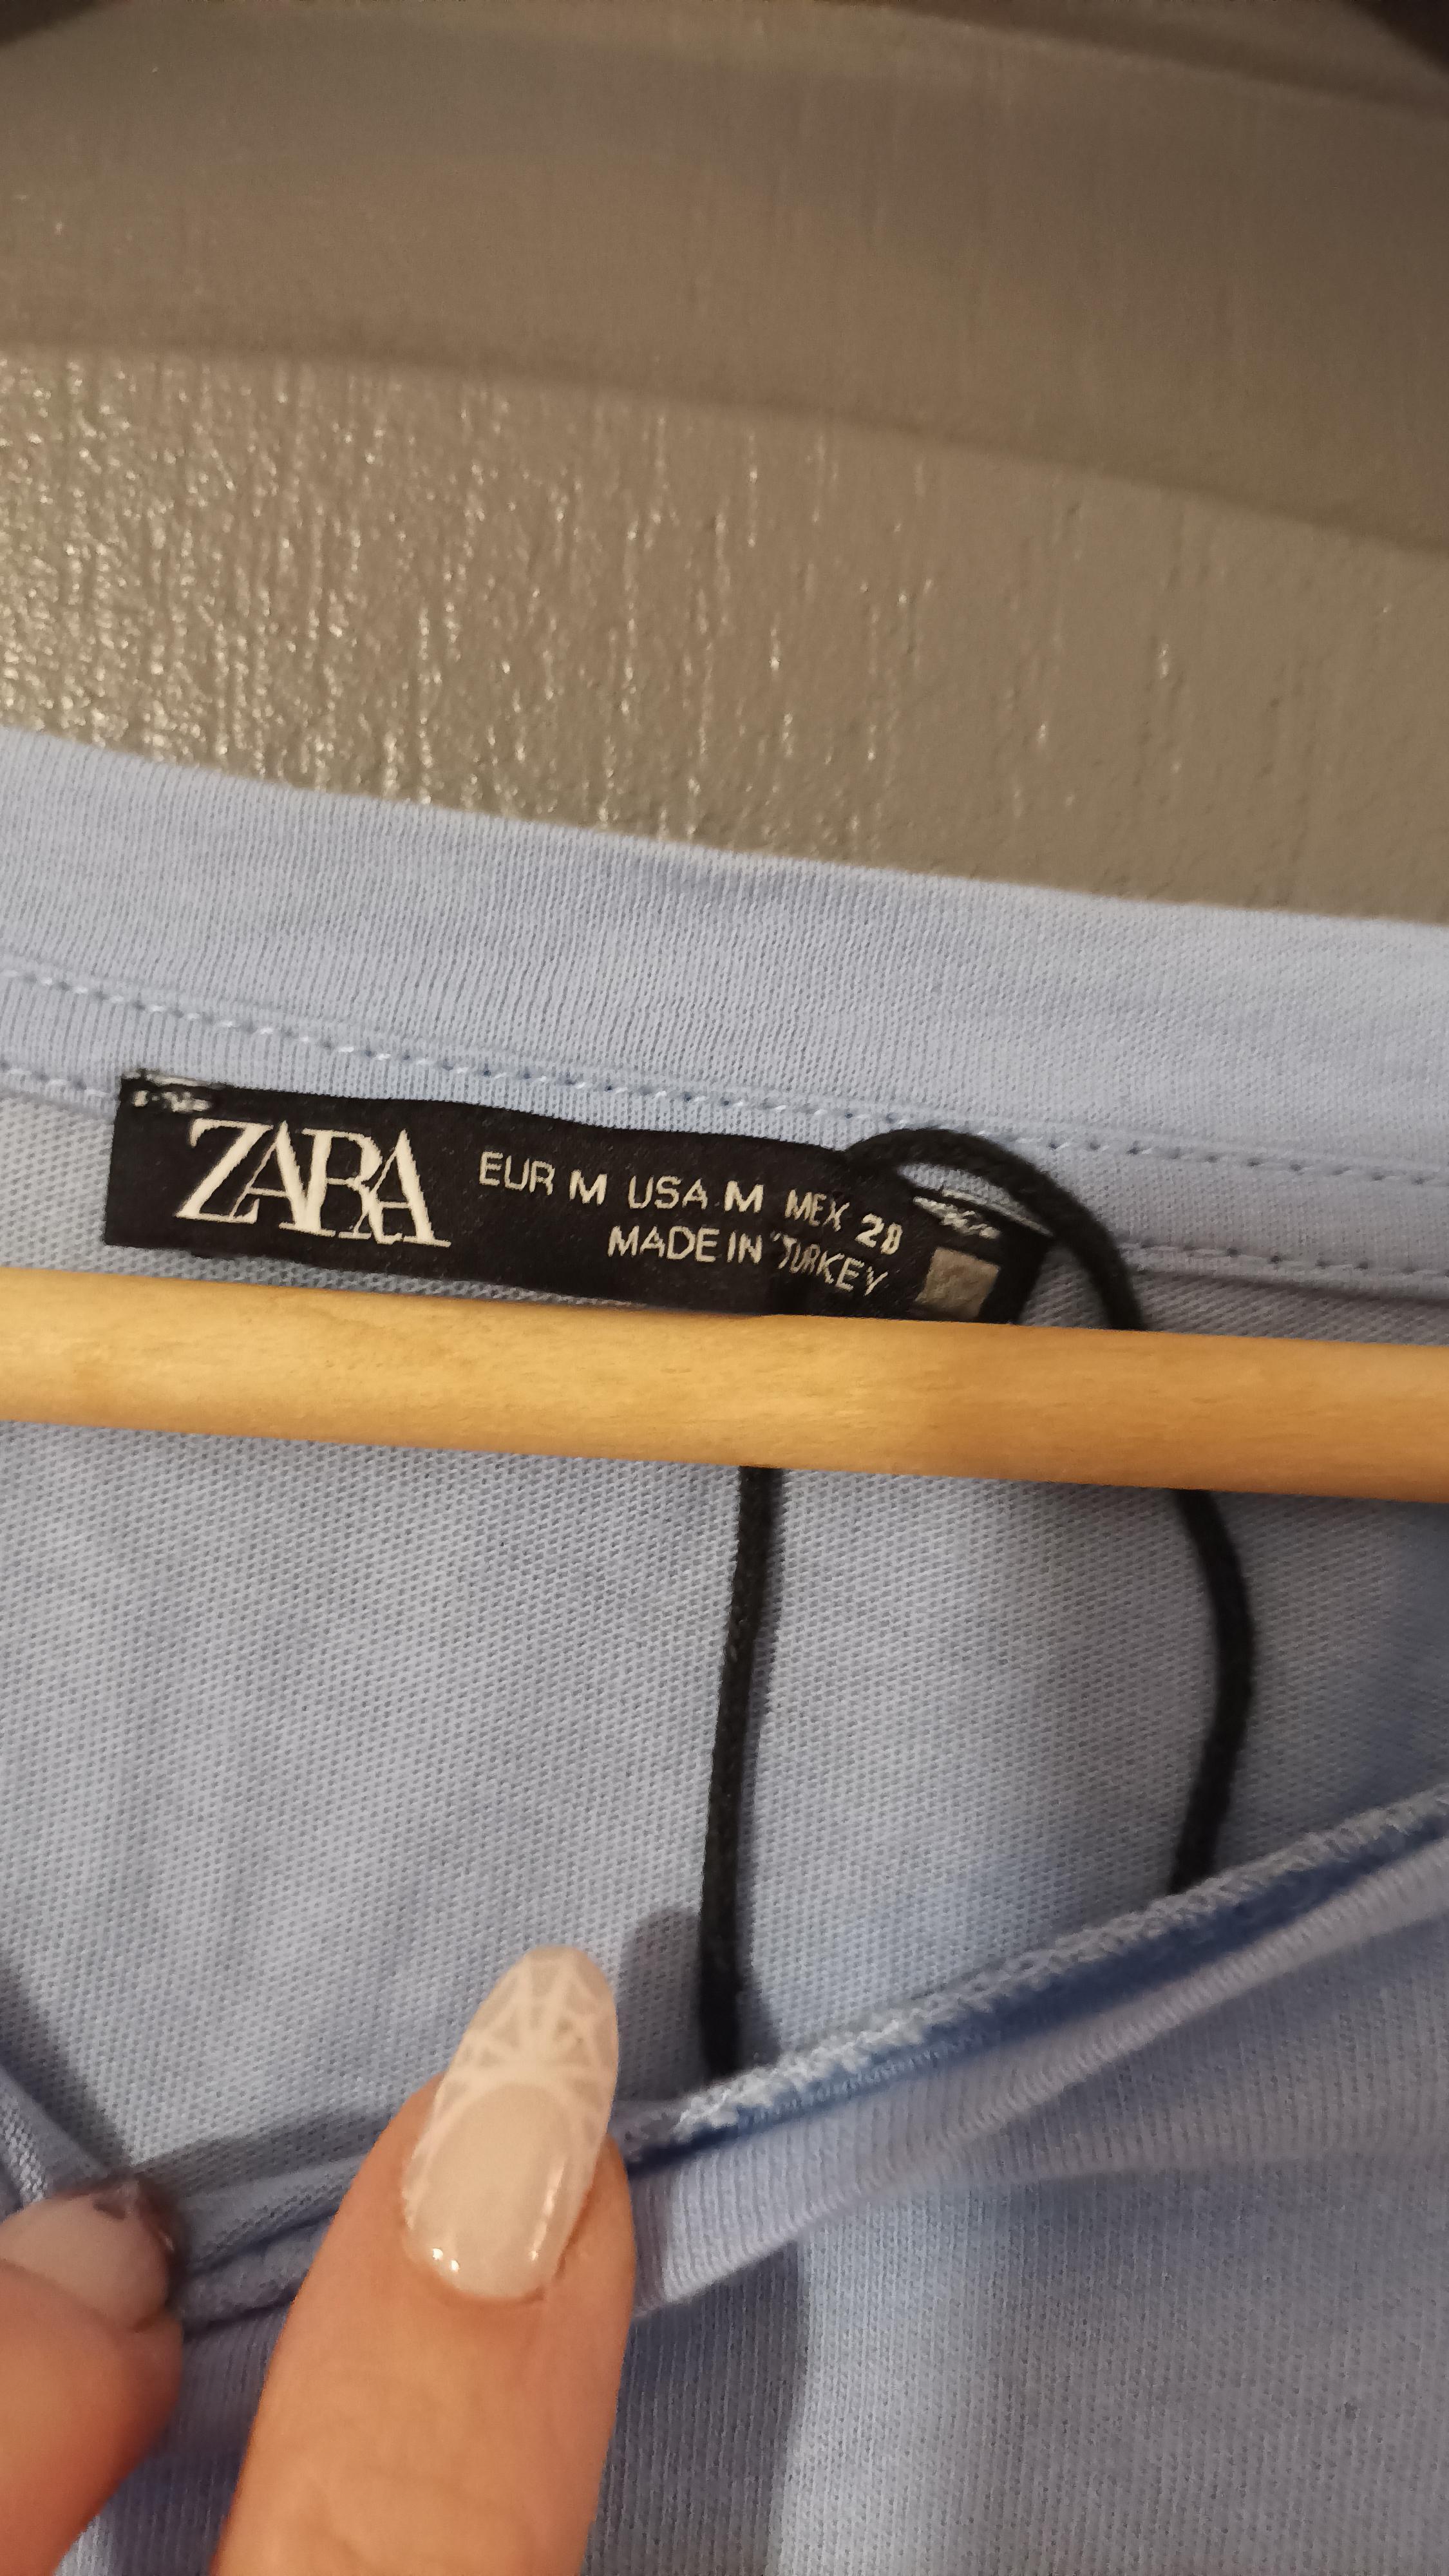 ZARA
EUR M USA M MEX 28
MADE IN TURKEY